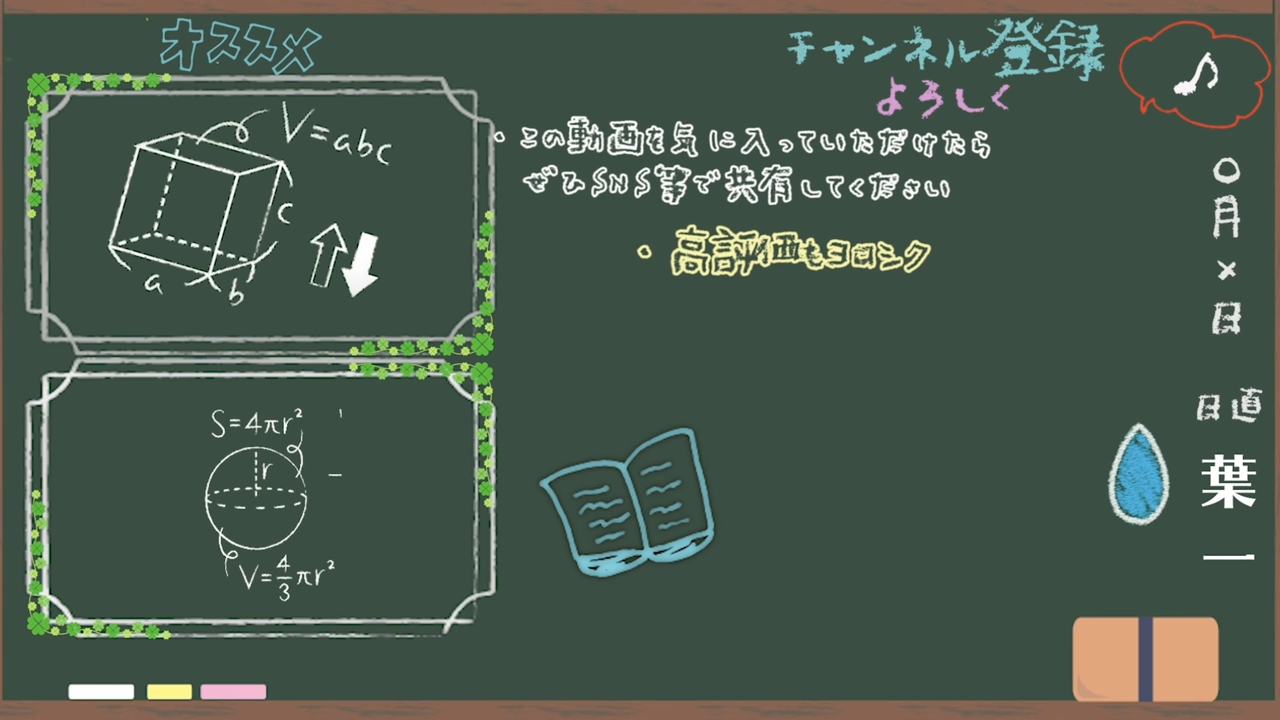 オススメ
V=abc
c
a
b
S=4πr²
r
V=4/3πr²
チャンネル登録
よろしく
・この動画を気に入っていただけたら
ぜひSNS等で共有してください
・高評価もヨロシク
〇月×日
日直
葉一